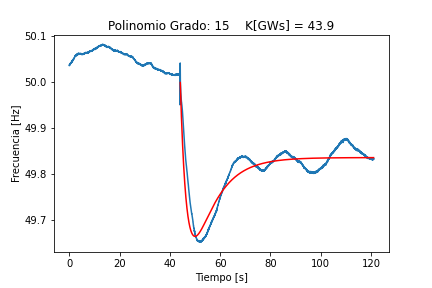 Polinomio Grado: 15    K[GWs] = 43.9
50.1
50.0
49.9
49.8
49.7
Frecuencia [Hz]
0 20 40 60 80 100 120
Tiempo [s]